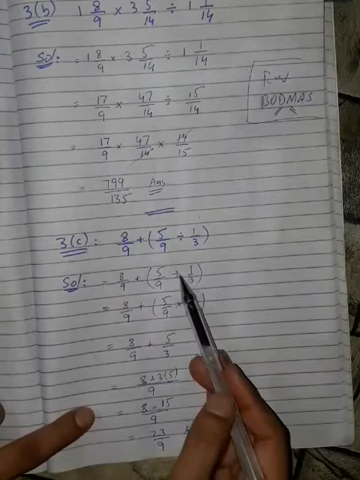 3(b) 1 8/9 × 3 5/14 ÷ 1 1/14
Sol: = 1 8/9 × 3 5/14 ÷ 1 1/14
= 17/9 × 47/14 ÷ 15/14
BODMAS
= 17/9 × 47/14 × 14/15
= 799/135 Ans
3(c): 8/9 + (5/9 ÷ 1/3)
Sol: = 8/9 + (5/9 ÷ 1/3)
= 8/9 + (5/9 ×
= 8/9 + 5/3
= 8+3(5)/9
= 8+15/9
= 23/9